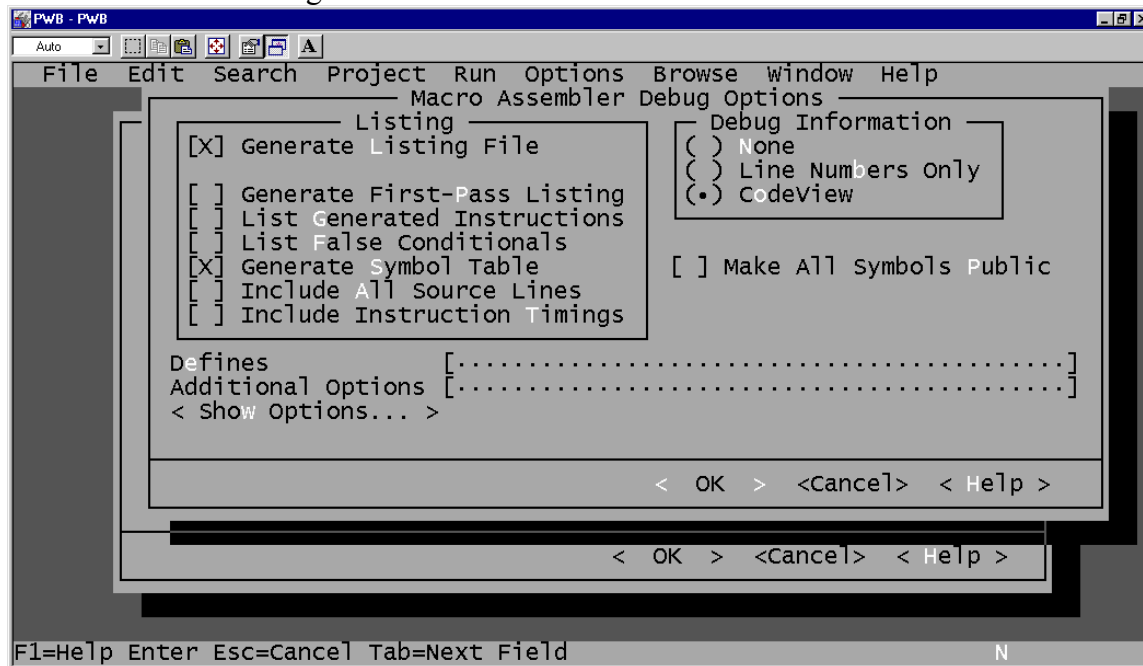 PWB - PWB
Auto
A
File Edit Search Project Run Options Browse Window Help
Macro Assembler Debug Options
Listing
[X] Generate Listing File
[ ] Generate First-Pass Listing
[ ] List Generated Instructions
[ ] List False Conditionals
[X] Generate Symbol Table
[ ] Include All Source Lines
[ ] Include Instruction Timings
Debug Information
( ) None
( ) Line Numbers Only
(•) CodeView
[ ] Make All Symbols Public
Defines [..............................................]
Additional Options [..............................................]
< Show Options... >
< OK > <Cancel> < Help >
< OK > <Cancel> < Help >
F1=Help Enter Esc=Cancel Tab=Next Field N